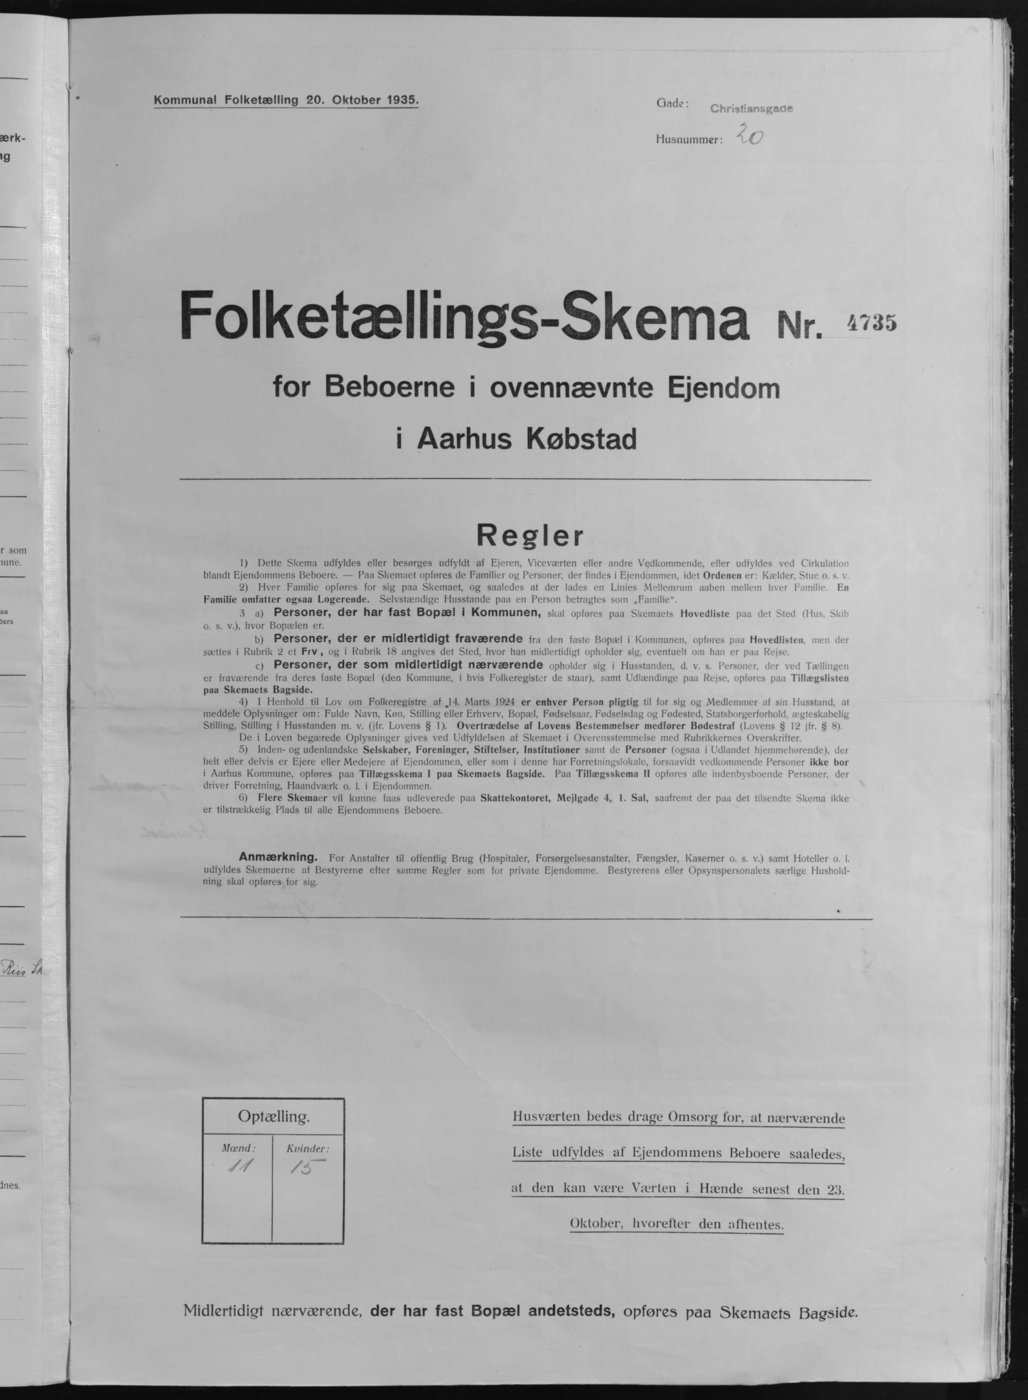 Kommunal Folketælling 20. Oktober 1935.
Gade: Christiansgade
Husnummer: 20
Folketællings-Skema Nr. 4735
for Beboerne i ovennævnte Ejendom
i Aarhus Købstad
Regler
1) Dette Skema udfyldes eller besørges udfyldt af Ejeren, Viceværten eller andre Vedkommende, eller udfyldes ved Cirkulation
blandt Ejendommens Beboere. — Paa Skemaet opføres de Familier og Personer, der findes i Ejendommen, idet Ordenen er: Kælder, Stue o. s. v.
2) Hver Familie opføres for sig paa Skemaet, og saaledes at der lades en Linies Mellemrum aaben mellem hver Familie. En
Familie omfatter ogsaa Logerende. Selvstændige Husstande paa en Person betragtes som „Familie“.
3 a) Personer, der har fast Bopæl i Kommunen, skal opføres paa Skemaets Hovedliste paa det Sted (Hus, Skib
o. s. v.), hvor Bopælen er.
b) Personer, der er midlertidigt fraværende fra den faste Bopæl i Kommunen, opføres paa Hovedlisten, men der
sættes i Rubrik 2 et Frv, og i Rubrik 18 angives det Sted, hvor han midlertidigt opholder sig, eventuelt om han er paa Rejse.
c) Personer, der som midlertidigt nærværende opholder sig i Husstanden, d. v. s. Personer, der ved Tællingen
er fraværende fra deres faste Bopæl (den Kommune, i hvis Folkeregister de staar), samt Udlændinge paa Rejse, opføres paa Tillægslisten
paa Skemaets Bagside.
4) I Henhold til Lov om Folkeregistre af 14. Marts 1924 er enhver Person pligtig til for sig og Medlemmer af sin Husstand, at
meddele Oplysninger om: Fulde Navn, Køn, Stilling eller Erhverv, Bopæl, Fødselsaar, Fødselsdag og Fødested, Statsborgerforhold, ægteskabelig
Stilling, Stilling i Husstanden m. v. (jfr. Lovens § 1). Overtrædelse af Lovens Bestemmelser medfører Bødestraf (Lovens § 12 jfr. § 8).
De i Loven begærede Oplysninger gives ved Udfyldelsen af Skemaet i Overensstemmelse med Rubrikkernes Overskrifter.
5) Inden- og udenlandske Selskaber, Foreninger, Stiftelser, Institutioner samt de Personer (ogsaa i Udlandet hjemmehørende), der
helt eller delvis er Ejere eller Medejere af Ejendommen, eller som i denne har Forretningslokale, forsaavidt vedkommende Personer ikke bor
i Aarhus Kommune, opføres paa Tillægsskema I paa Skemaets Bagside. Paa Tillægsskema II opføres alle indenbysboende Personer, der
driver Forretning, Haandværk o. l. i Ejendommen.
6) Flere Skemaer vil kunne faas udleverede paa Skattekontoret, Mejlgade 4, 1. Sal, saafremt der paa det tilsendte Skema ikke
er tilstrækkelig Plads til alle Ejendommens Beboere.
Anmærkning. For Anstalter til offentlig Brug (Hospitaler, Forsørgelsesanstalter, Fængsler, Kaserner o. s. v.) samt Hoteller o. l.
udfyldes Skemaerne af Bestyrerne efter samme Regler som for private Ejendomme. Bestyrerens eller Opsynspersonalets særlige Hushold-
ning skal opføres for sig.
Optælling.
Mænd: Kvinder:
11 15
Husværten bedes drage Omsorg for, at nærværende
Liste udfyldes af Ejendommens Beboere saaledes,
at den kan være Værten i Hænde senest den 23.
Oktober, hvorefter den afhentes.
Midlertidigt nærværende, der har fast Bopæl andetsteds, opføres paa Skemaets Bagside.